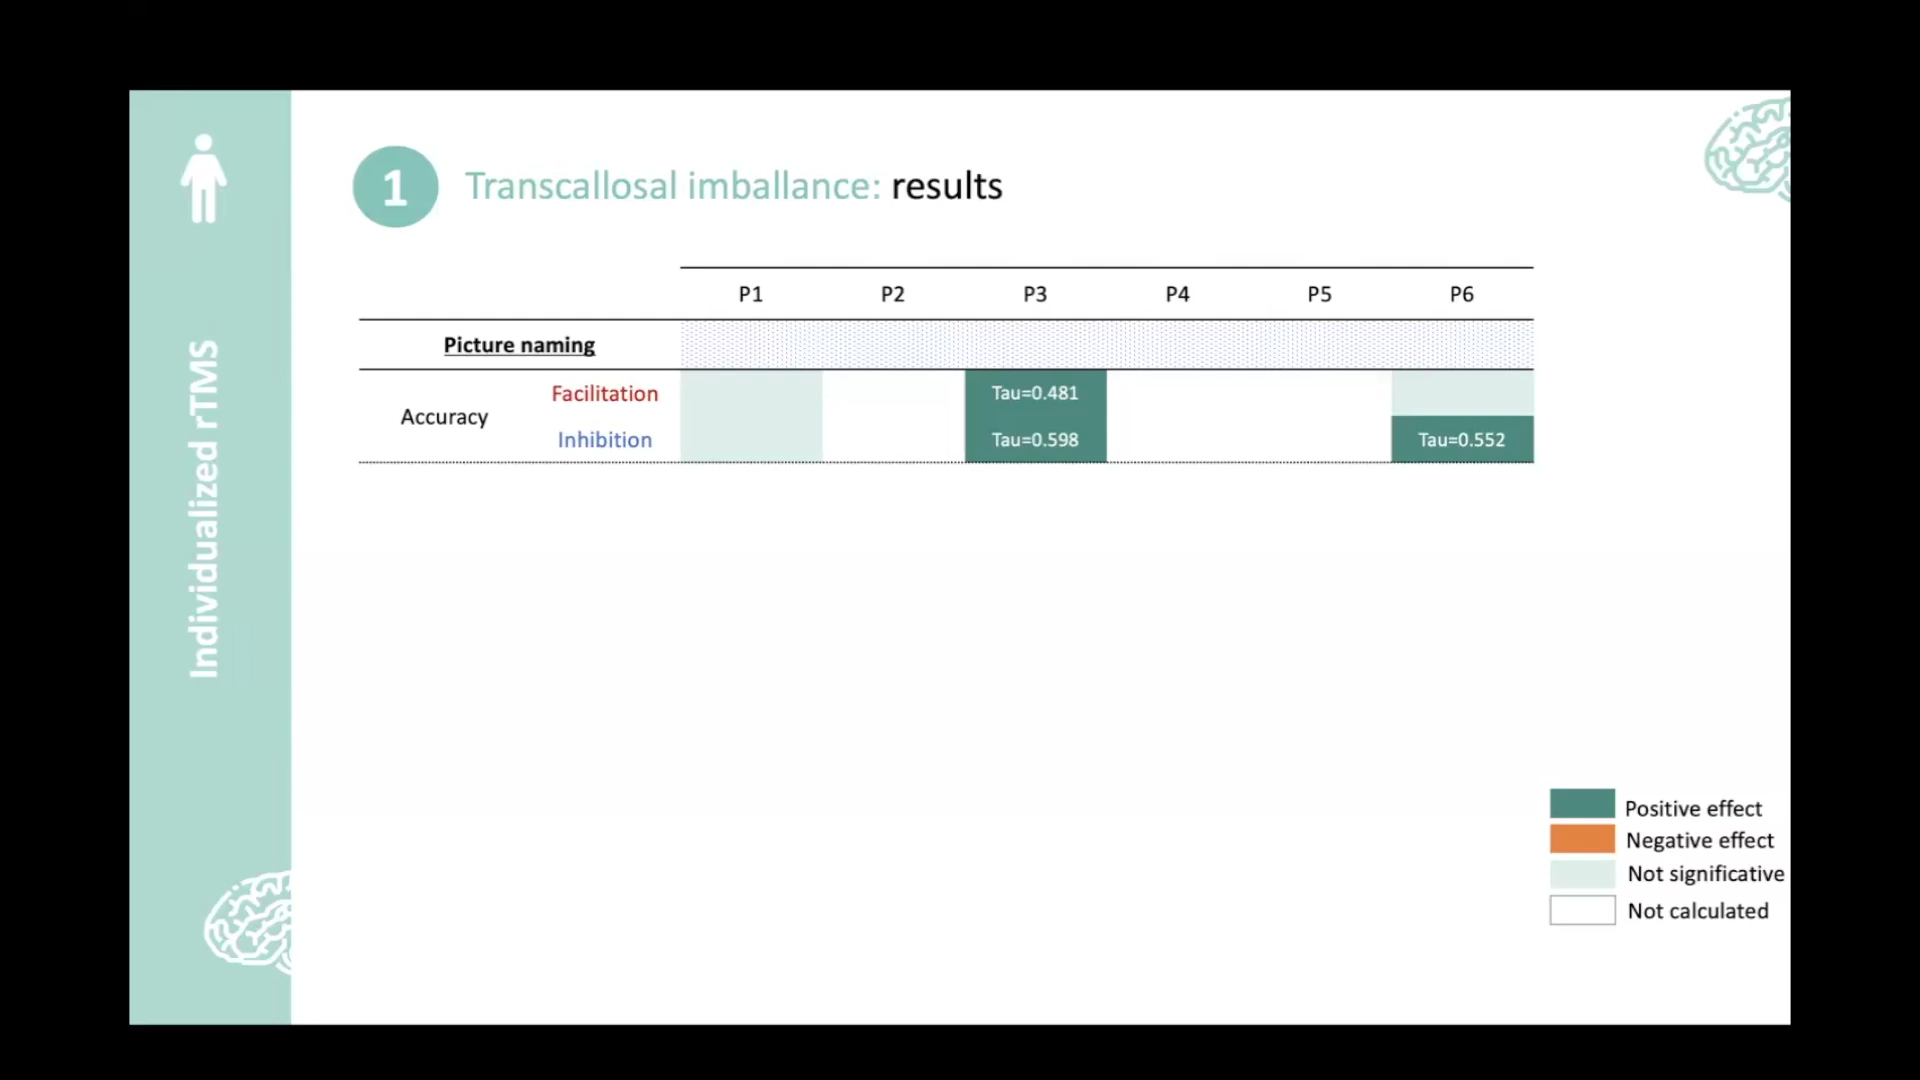 Individualized rTMS
1 Transcallosal imballance: results
P1 P2 P3 P4 P5 P6
Picture naming
Accuracy
Facilitation Tau=0.481
Inhibition Tau=0.598 Tau=0.552
Positive effect
Negative effect
Not significative
Not calculated